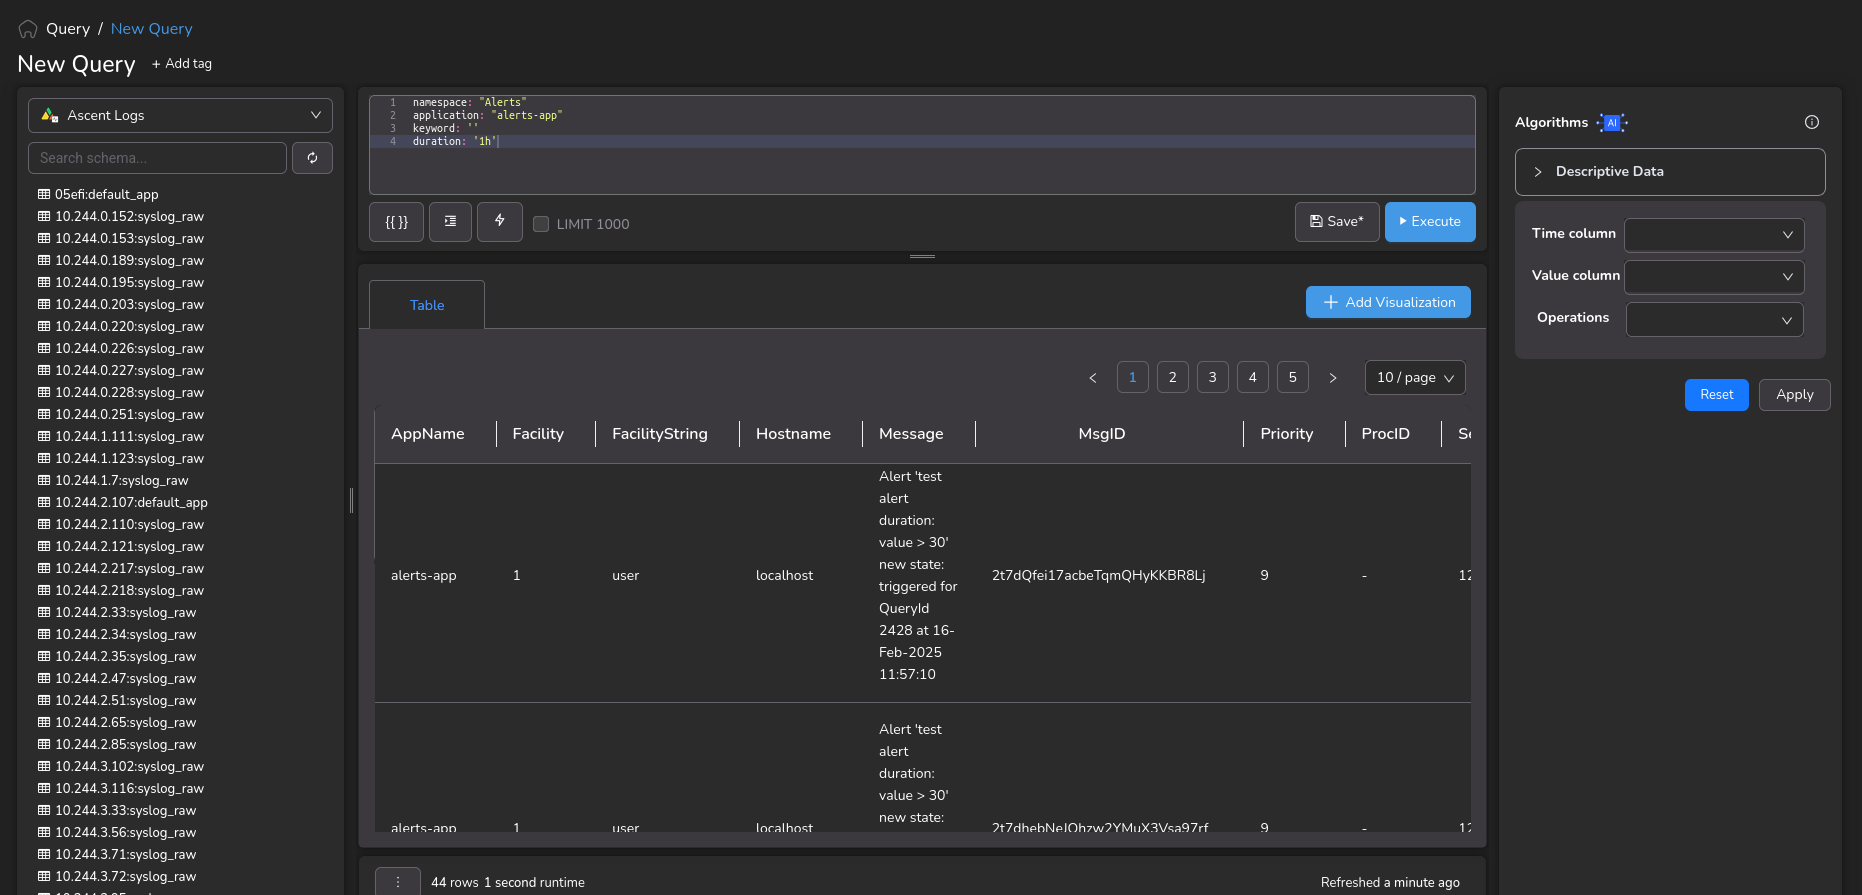 Query / New Query
New Query + Add tag
Ascent Logs
Search schema...
05efi:default_app
10.244.0.152:syslog_raw
10.244.0.153:syslog_raw
10.244.0.189:syslog_raw
10.244.0.195:syslog_raw
10.244.0.203:syslog_raw
10.244.0.220:syslog_raw
10.244.0.226:syslog_raw
10.244.0.227:syslog_raw
10.244.0.228:syslog_raw
10.244.0.251:syslog_raw
10.244.1.111:syslog_raw
10.244.1.123:syslog_raw
10.244.1.7:syslog_raw
10.244.2.107:default_app
10.244.2.110:syslog_raw
10.244.2.121:syslog_raw
10.244.2.217:syslog_raw
10.244.2.218:syslog_raw
10.244.2.33:syslog_raw
10.244.2.34:syslog_raw
10.244.2.35:syslog_raw
10.244.2.47:syslog_raw
10.244.2.51:syslog_raw
10.244.2.65:syslog_raw
10.244.2.85:syslog_raw
10.244.3.102:syslog_raw
10.244.3.116:syslog_raw
10.244.3.33:syslog_raw
10.244.3.56:syslog_raw
10.244.3.71:syslog_raw
10.244.3.72:syslog_raw
1 namespace: "Alerts"
2 application: "alerts-app"
3 keyword: ''
4 duration: '1h'
{{ }} LIMIT 1000 Save* Execute
Table Add Visualization
< 1 2 3 4 5 > 10 / page
AppName Facility FacilityString Hostname Message MsgID Priority ProcID
Alert 'test
alert
duration:
value > 30'
new state:
alerts-app 1 user localhost triggered for 2t7dQfei17acbeTqmQHyKKBR8Lj 9 - 12
QueryId
2428 at 16-
Feb-2025
11:57:10
Alert 'test
alert
duration:
value > 30'
new state:
alerts-app 1 user localhost 2t7dhebNeJOhzw2YMuX3Vsa97rf 9 - 12
44 rows 1 second runtime Refreshed a minute ago
Algorithms AI
Descriptive Data
Time column
Value column
Operations
Reset Apply